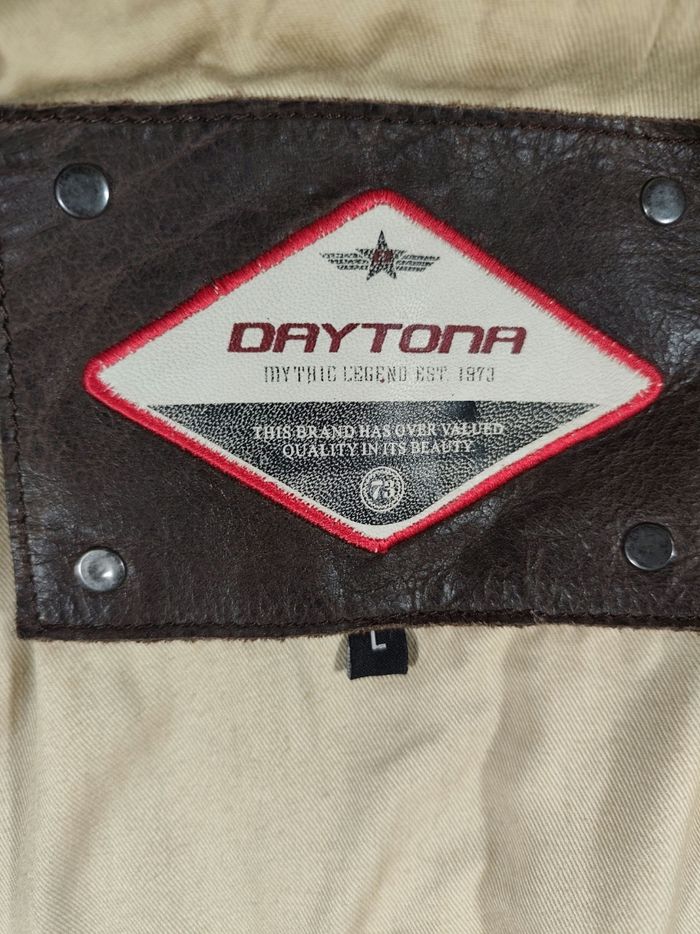 DAYTONA
MYTHIC LEGEND EST. 1973
THIS BRAND HAS OVER VALUED
QUALITY IN ITS BEAUTY
73
L